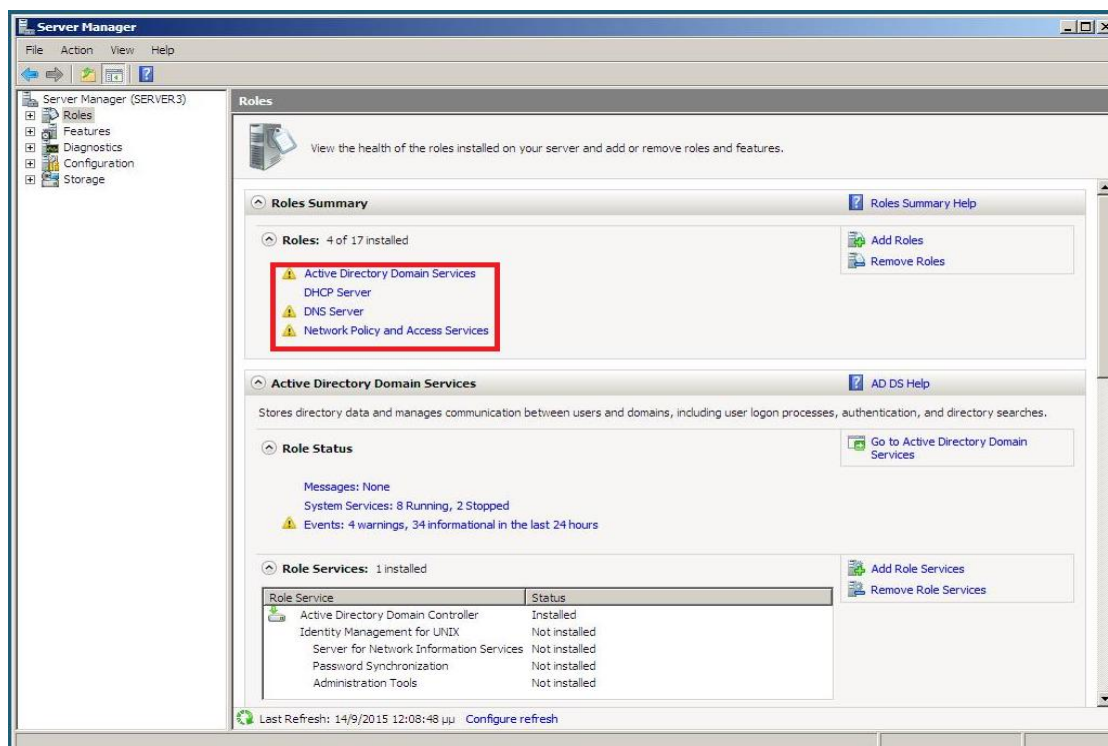 Server Manager
File Action View Help
Server Manager (SERVER3)
Roles
Features
Diagnostics
Configuration
Storage
Roles
View the health of the roles installed on your server and add or remove roles and features.
Roles Summary
Roles Summary Help
Roles: 4 of 17 installed
Add Roles
Remove Roles
Active Directory Domain Services
DHCP Server
DNS Server
Network Policy and Access Services
Active Directory Domain Services
AD DS Help
Stores directory data and manages communication between users and domains, including user logon processes, authentication, and directory searches.
Role Status
Go to Active Directory Domain
Services
Messages: None
System Services: 8 Running, 2 Stopped
Events: 4 warnings, 34 informational in the last 24 hours
Role Services: 1 installed
Add Role Services
Remove Role Services
Role Service Status
Active Directory Domain Controller Installed
Identity Management for UNIX Not installed
Server for Network Information Services Not installed
Password Synchronization Not installed
Administration Tools Not installed
Last Refresh: 14/9/2015 12:08:48 μμ Configure refresh